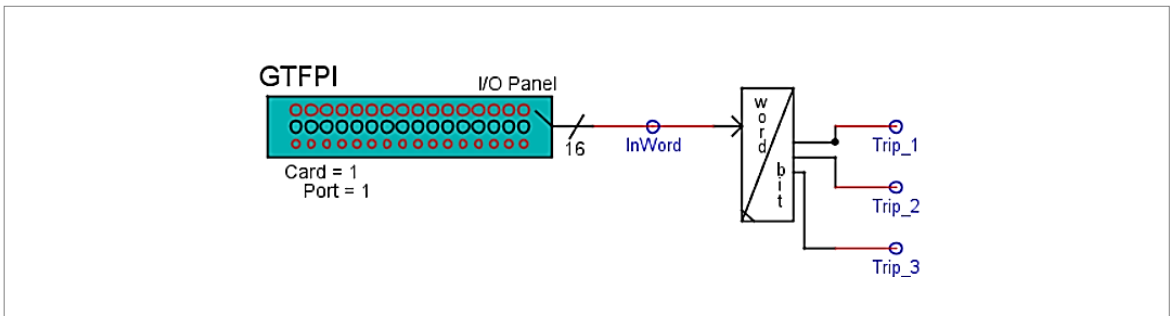 GTFPI
I/O Panel
16
Card = 1
Port = 1
InWord
word
bit
Trip_1
Trip_2
Trip_3